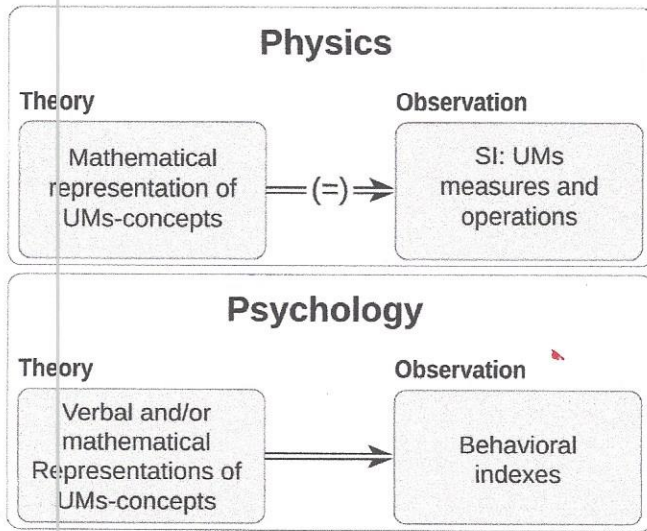 Physics
Theory
Observation
Mathematical
representation of
UMs-concepts
(=)
SI: UMs
measures and
operations
Psychology
Theory
Observation
Verbal and/or
mathematical
Representations of
UMs-concepts
Behavioral
indexes